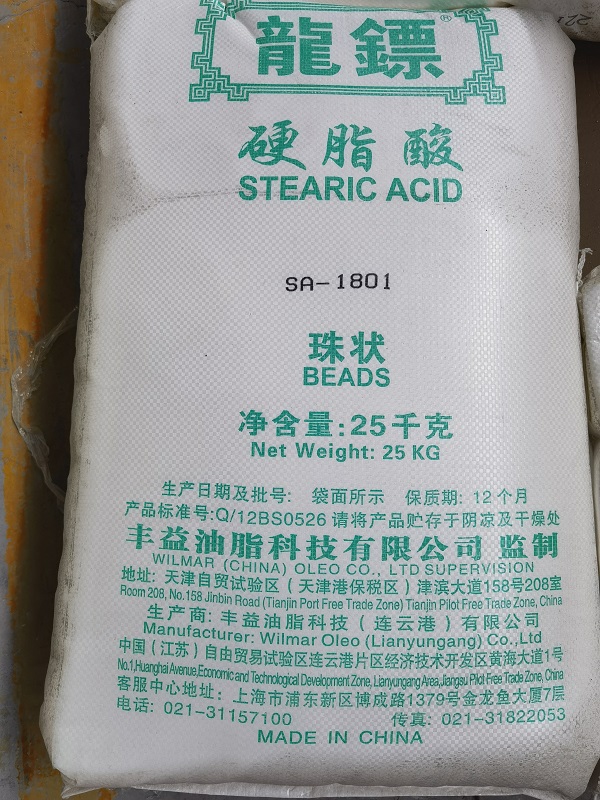 龍鏢®
硬脂酸
STEARIC ACID
SA-1801
珠状
BEADS
净含量:25千克
Net Weight: 25 KG
生产日期及批号: 袋面所示 保质期: 12个月
产品标准号:Q/12BS0526 请将产品贮存于阴凉及干燥处
丰益油脂科技有限公司 监制
WILMAR (CHINA) OLEO CO., LTD SUPERVISION
地址: 天津自贸试验区(天津港保税区)津滨大道158号208室
Room 208, No.158 Jinbin Road (Tianjin Port Free Trade Zone) Tianjin Pilot Free Trade Zone, China
生产商: 丰益油脂科技(连云港)有限公司
Manufacturer: Wilmar Oleo (Lianyungang) Co.,Ltd
中国(江苏)自由贸易试验区连云港片区经济技术开发区黄海大道1号
No.1,Huanghai Avenue,Economic and Technological Development Zone, Lianyungang Area,Jiangsu Pilot Free Trade Zone, China
客服中心地址: 上海市浦东新区博成路1379号金龙鱼大厦7层
电话: 021-31157100 传真: 021-31822053
MADE IN CHINA